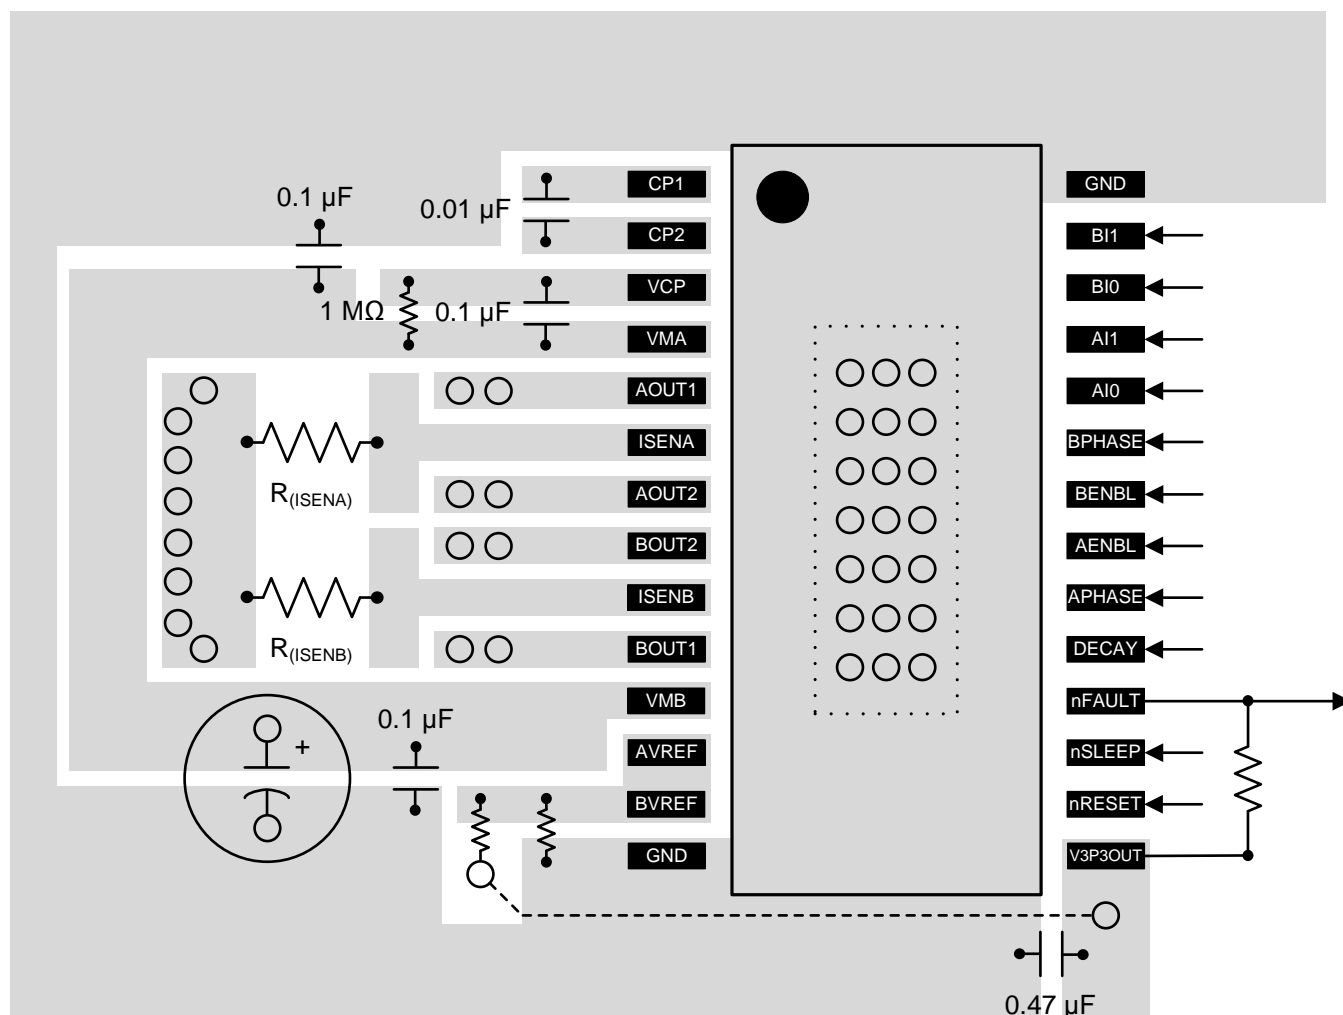 CP1
GND
0.1 µF
0.01 µF
CP2
BI1
VCP
BI0
1 MΩ
0.1 µF
VMA
AI1
AOUT1
AI0
ISENA
BPHASE
R(ISENA)
AOUT2
BENBL
BOUT2
AENBL
ISENB
APHASE
R(ISENB)
BOUT1
DECAY
VMB
nFAULT
0.1 µF
+
AVREF
nSLEEP
BVREF
nRESET
GND
V3P3OUT
0.47 µF